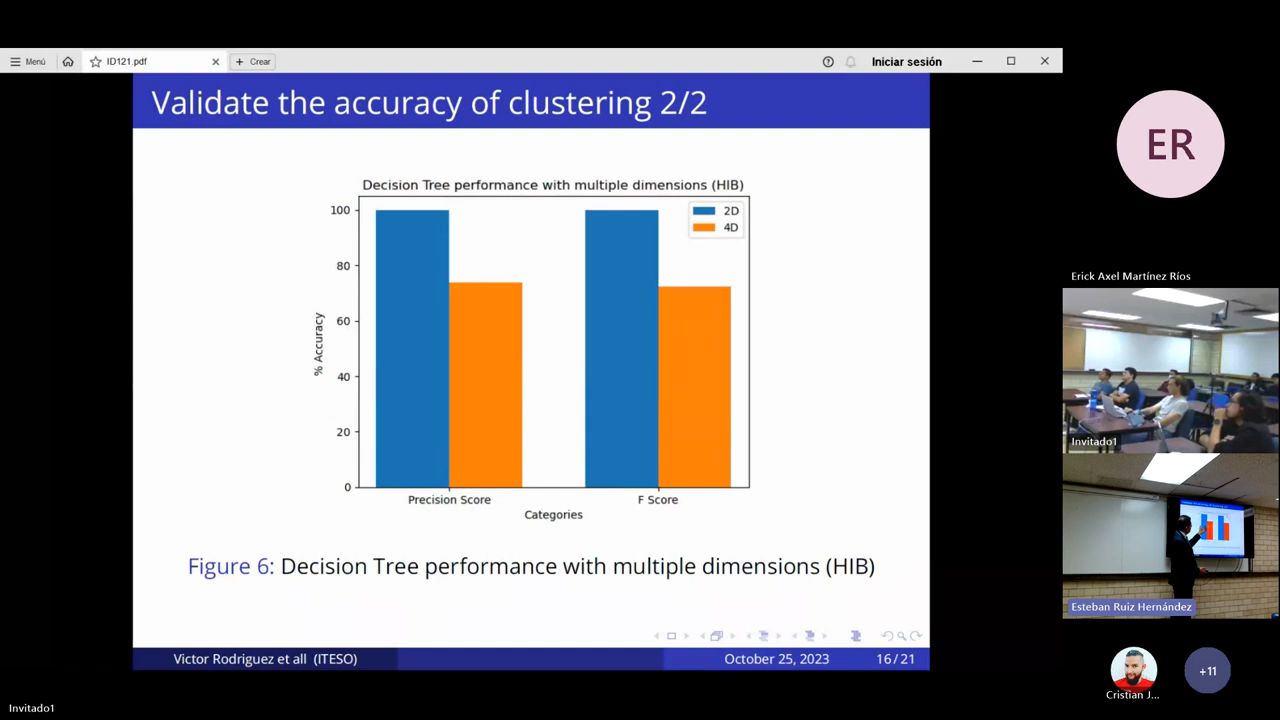 Menú
ID121.pdf
Crear
Iniciar sesión
Validate the accuracy of clustering 2/2
Decision Tree performance with multiple dimensions (HIB)
2D
4D
100
80
60
40
20
0
% Accuracy
Precision Score
F Score
Categories
Figure 6: Decision Tree performance with multiple dimensions (HIB)
Victor Rodriguez et all (ITESO)
October 25, 2023
16/21
ER
Erick Axel Martínez Ríos
Invitado1
Esteban Ruiz Hernández
Cristian J...
+11
Invitado1